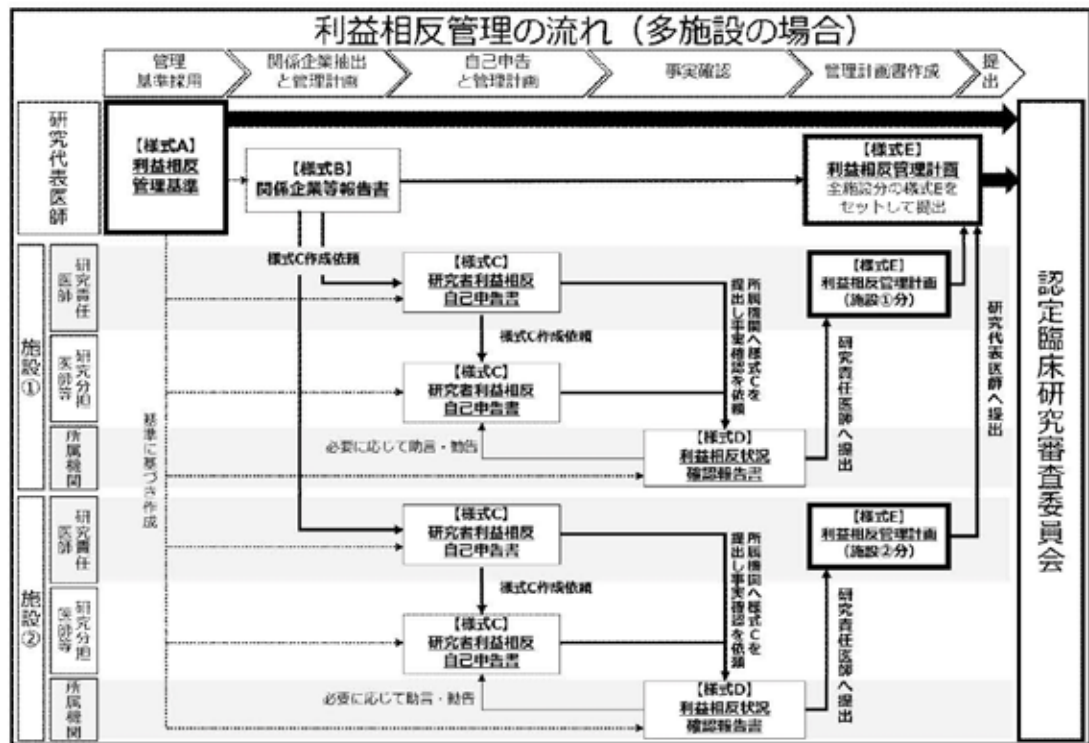 利益相反管理の流れ（多施設の場合）
管理
基準採用
関係企業抽出
と管理計画
自己申告
と管理計画
事実確認
管理計画書作成
提出
研究代表医師
【様式A】
利益相反
管理基準
【様式B】
関係企業等報告書
【様式E】
利益相反管理計画
全施設分の様式Eを
セットして提出
認定臨床研究審査委員会
施設①
研究責任
医師
様式C作成依頼
【様式C】
研究者利益相反
自己申告書
【様式E】
利益相反管理計画
（施設①分）
所属機関へ様式Cを
提出し事実確認を依頼
研究責任医師へ提出
研究代表医師へ提出
研究分担
医師等
様式C作成依頼
【様式C】
研究者利益相反
自己申告書
所属機関
基準に基づき作成
必要に応じて助言・勧告
【様式D】
利益相反状況
確認報告書
施設②
研究責任
医師
【様式C】
研究者利益相反
自己申告書
【様式E】
利益相反管理計画
（施設②分）
所属機関へ様式Cを
提出し事実確認を依頼
研究責任医師へ提出
研究分担
医師等
様式C作成依頼
【様式C】
研究者利益相反
自己申告書
所属機関
必要に応じて助言・勧告
【様式D】
利益相反状況
確認報告書